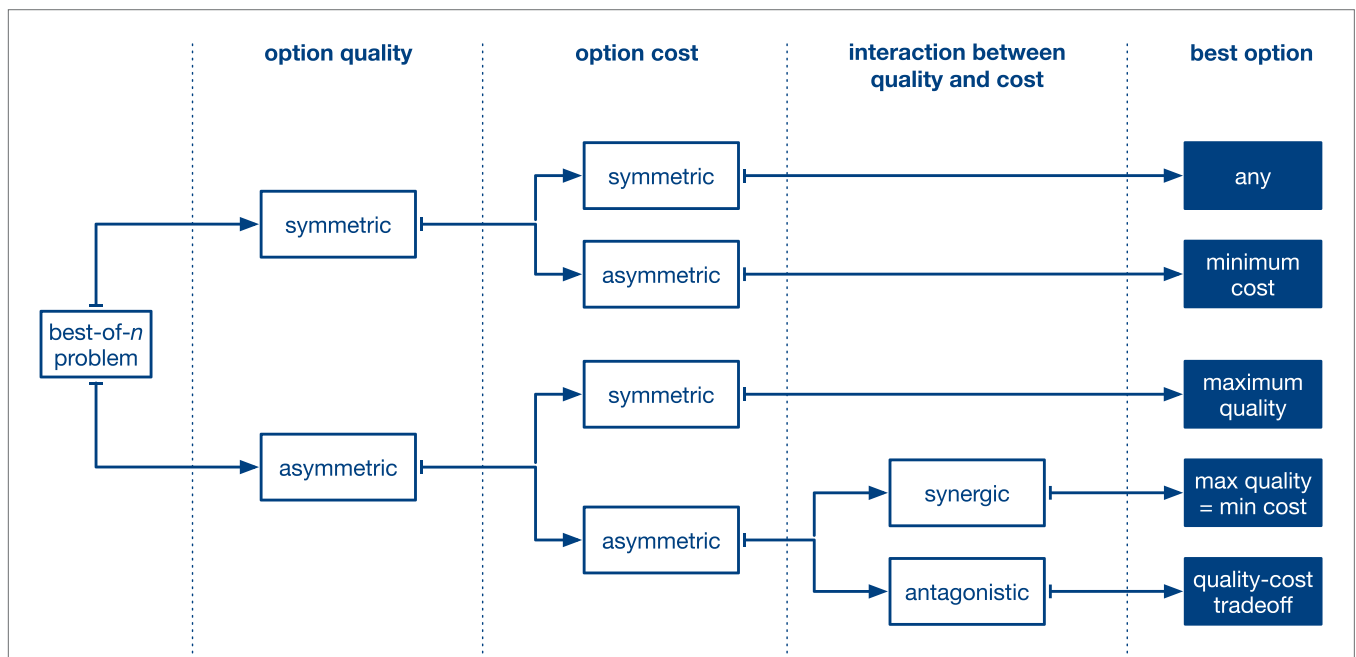 option quality
option cost
interaction between
quality and cost
best option
symmetric
any
symmetric
asymmetric
minimum
cost
best-of-n
problem
symmetric
maximum
quality
asymmetric
synergic
max quality
= min cost
asymmetric
antagonistic
quality-cost
tradeoff